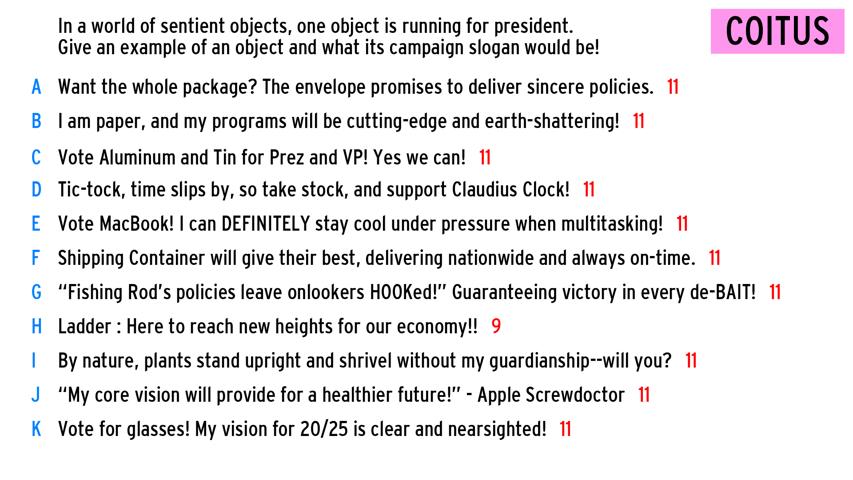 In a world of sentient objects, one object is running for president.
Give an example of an object and what its campaign slogan would be!
COITUS
A Want the whole package? The envelope promises to deliver sincere policies. 11
B I am paper, and my programs will be cutting-edge and earth-shattering! 11
C Vote Aluminum and Tin for Prez and VP! Yes we can! 11
D Tic-tock, time slips by, so take stock, and support Claudius Clock! 11
E Vote MacBook! I can DEFINITELY stay cool under pressure when multitasking! 11
F Shipping Container will give their best, delivering nationwide and always on-time. 11
G “Fishing Rod’s policies leave onlookers HOOKed!” Guaranteeing victory in every de-BAIT! 11
H Ladder : Here to reach new heights for our economy!! 9
I By nature, plants stand upright and shrivel without my guardianship--will you? 11
J “My core vision will provide for a healthier future!” - Apple Screwdoctor 11
K Vote for glasses! My vision for 20/25 is clear and nearsighted! 11